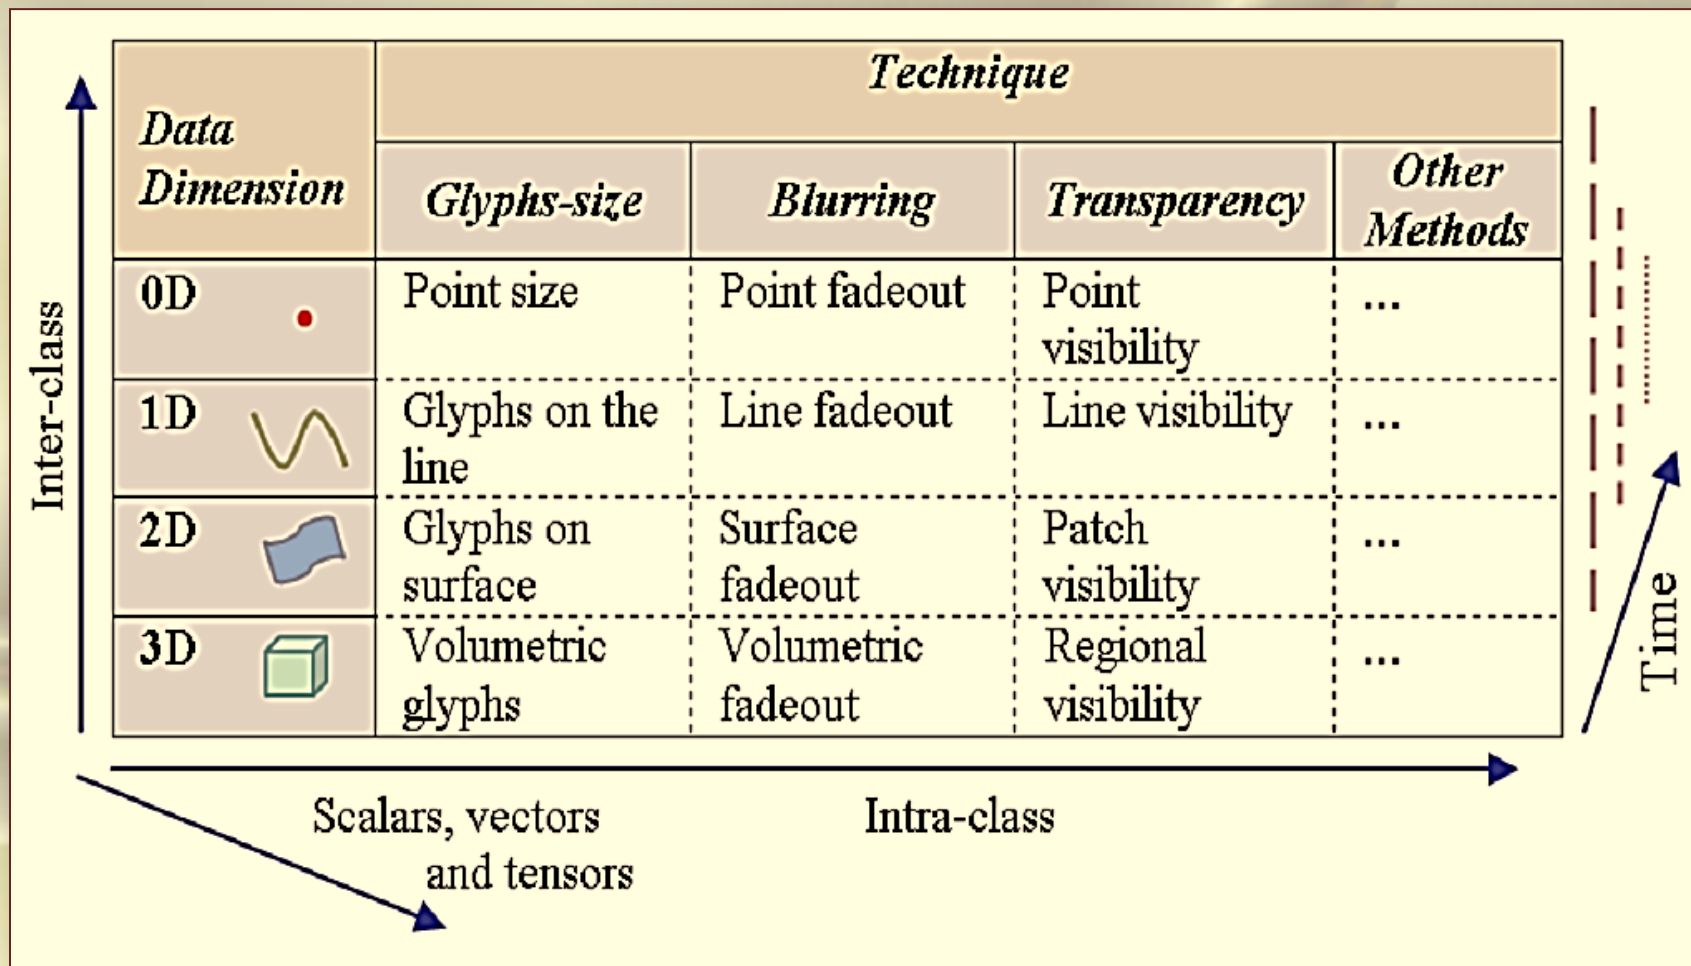 Technique
Data
Dimension
Glyphs-size
Blurring
Transparency
Other
Methods
0D
Point size
Point fadeout
Point
visibility
...
1D
Glyphs on the
line
Line fadeout
Line visibility
...
2D
Glyphs on
surface
Surface
fadeout
Patch
visibility
...
3D
Volumetric
glyphs
Volumetric
fadeout
Regional
visibility
...
Inter-class
Time
Scalars, vectors
and tensors
Intra-class